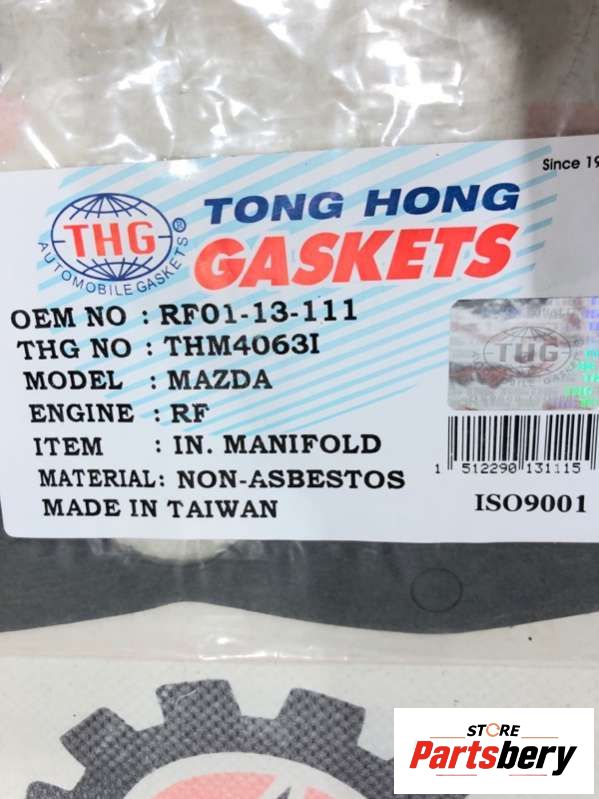 Since 19
THG®
AUTOMOBILE GASKETS
TONG HONG
GASKETS
OEM NO : RF01-13-111
THG NO : THM4063I
MODEL : MAZDA
ENGINE : RF
ITEM : IN. MANIFOLD
MATERIAL: NON-ASBESTOS
MADE IN TAIWAN
THG
1 512290 131115
ISO9001
STORE
Partsbery